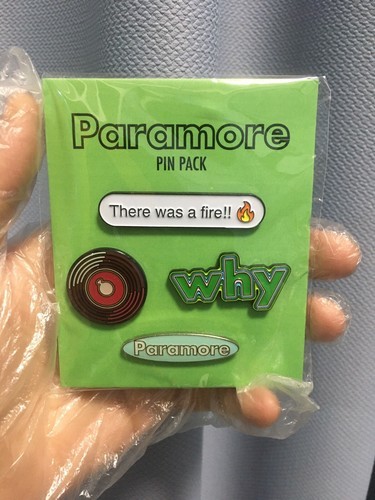 Paramore
PIN PACK
There was a fire!! 🔥
why
Paramore